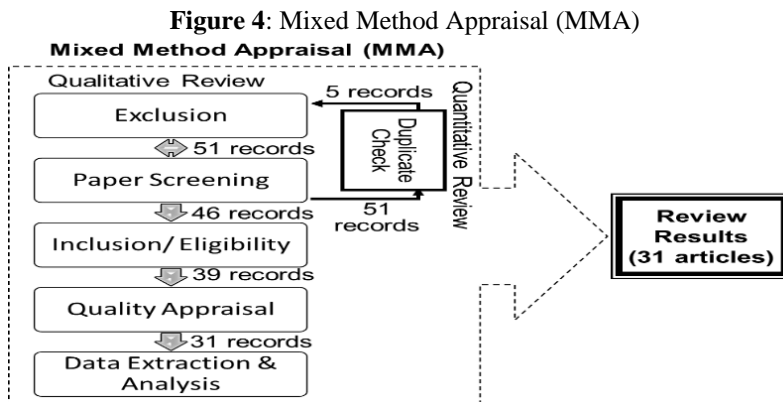 Figure 4: Mixed Method Appraisal (MMA)
Mixed Method Appraisal (MMA)
Qualitative Review
5 records
Exclusion
51 records
Duplicate
Check
Quantitative Review
Paper Screening
46 records
51
records
Inclusion/ Eligibility
39 records
Quality Appraisal
31 records
Data Extraction &
Analysis
Review
Results
(31 articles)